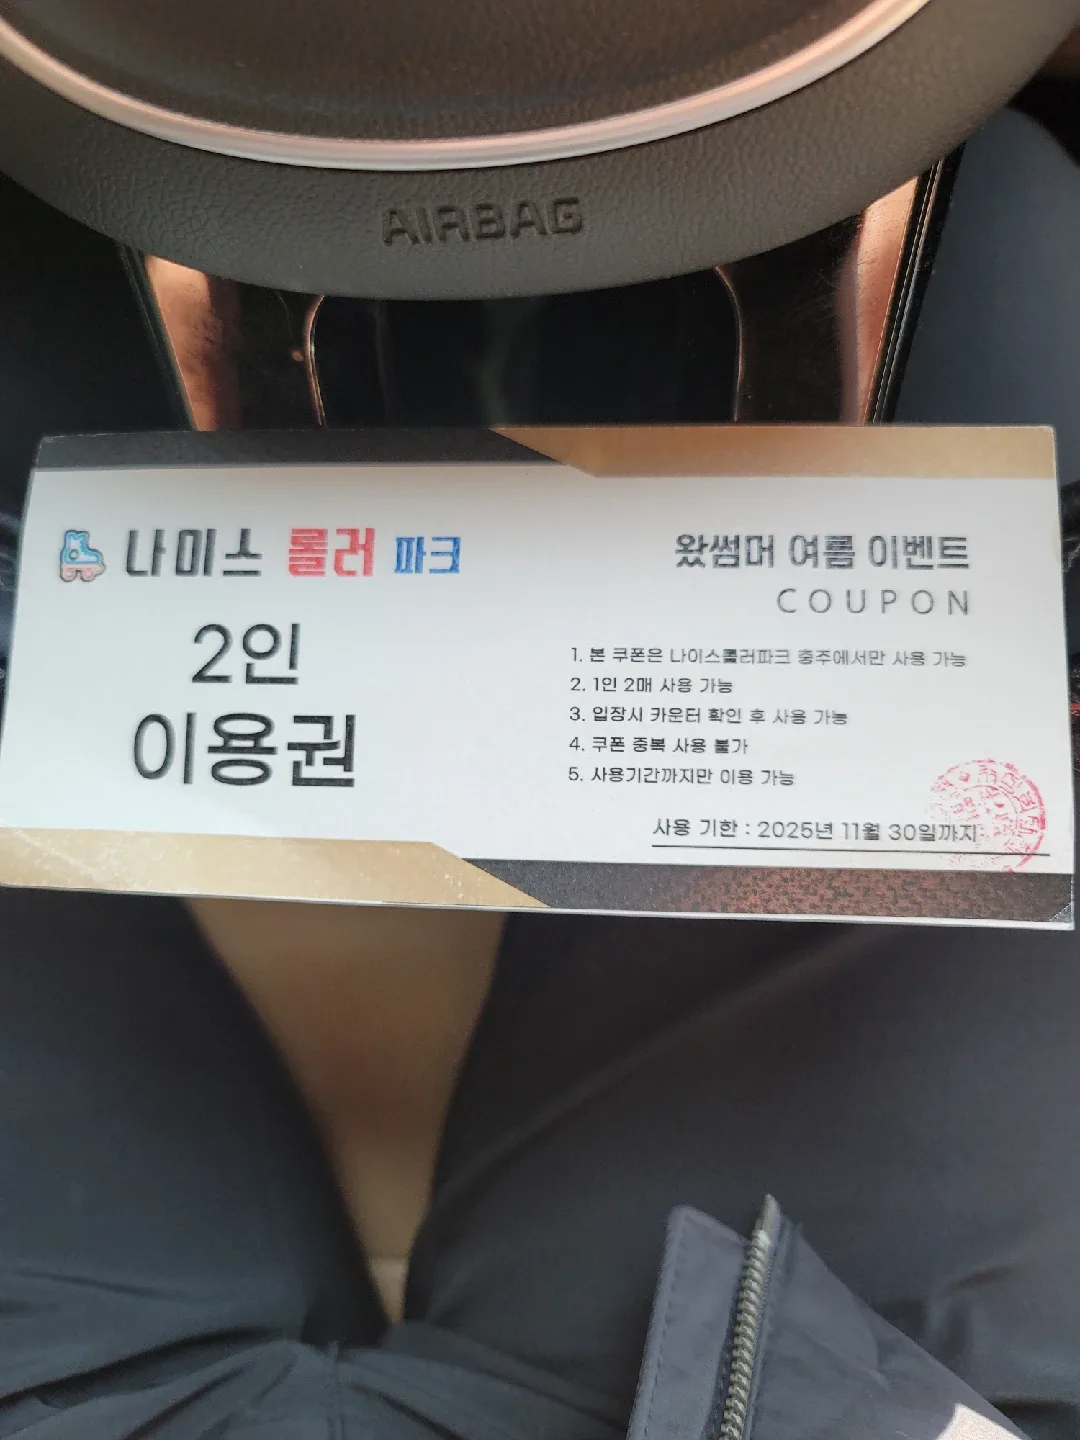 AIRBAG
나이스 롤러 파크
2인
이용권
왔썸머 여름 이벤트
COUPON
1. 본 쿠폰은 나이스롤러파크 충주에서만 사용 가능
2. 1인 2매 사용 가능
3. 입장시 카운터 확인 후 사용 가능
4. 쿠폰 중복 사용 불가
5. 사용기간까지만 이용 가능
사용 기한 : 2025년 11월 30일까지